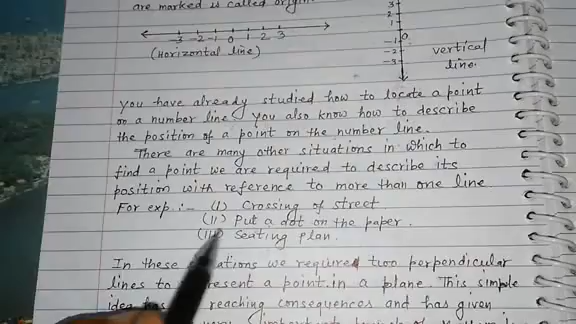 are marked is called origin.
-3 -2 -1 0 1 2 3
(Horizontal line)
3
2
1
0
-1
-2
-3
vertical
line.
You have already studied how to locate a point
on a number line. You also know how to describe
the position of a point on the number line.
There are many other situations in which to
find a point we are required to describe its
position with reference to more than one line
For exp:- (I) Crossing of street
(II) Put a dot on the paper.
(III) Seating plan.
In these we required two perpendicular
lines to represent a point in a plane. This simple
idea has reaching consequences and has given